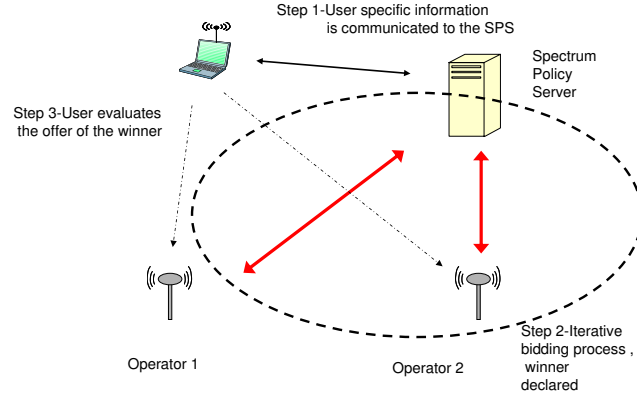 Step 1-User specific information
is communicated to the SPS
Spectrum
Policy
Server
Step 3-User evaluates
the offer of the winner
Step 2-Iterative
bidding process ,
winner
declared
Operator 1
Operator 2